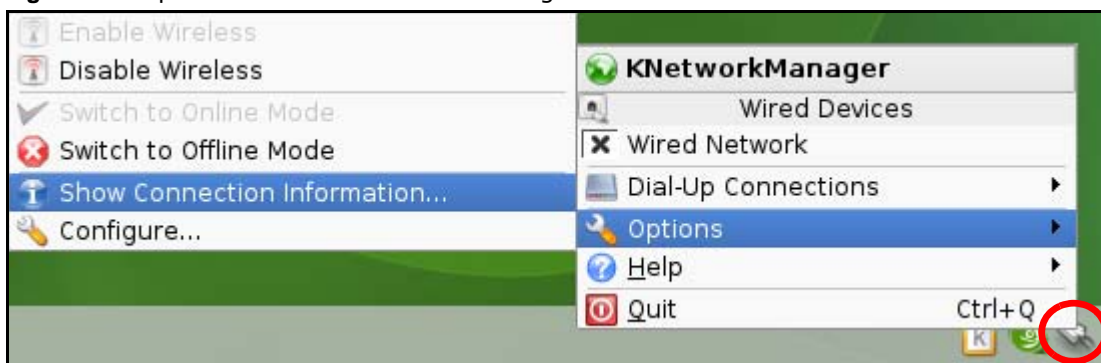 Enable Wireless
Disable Wireless
Switch to Online Mode
Switch to Offline Mode
Show Connection Information...
Configure...
KNetworkManager
Wired Devices
Wired Network
Dial-Up Connections
Options
Help
Quit Ctrl+Q
K